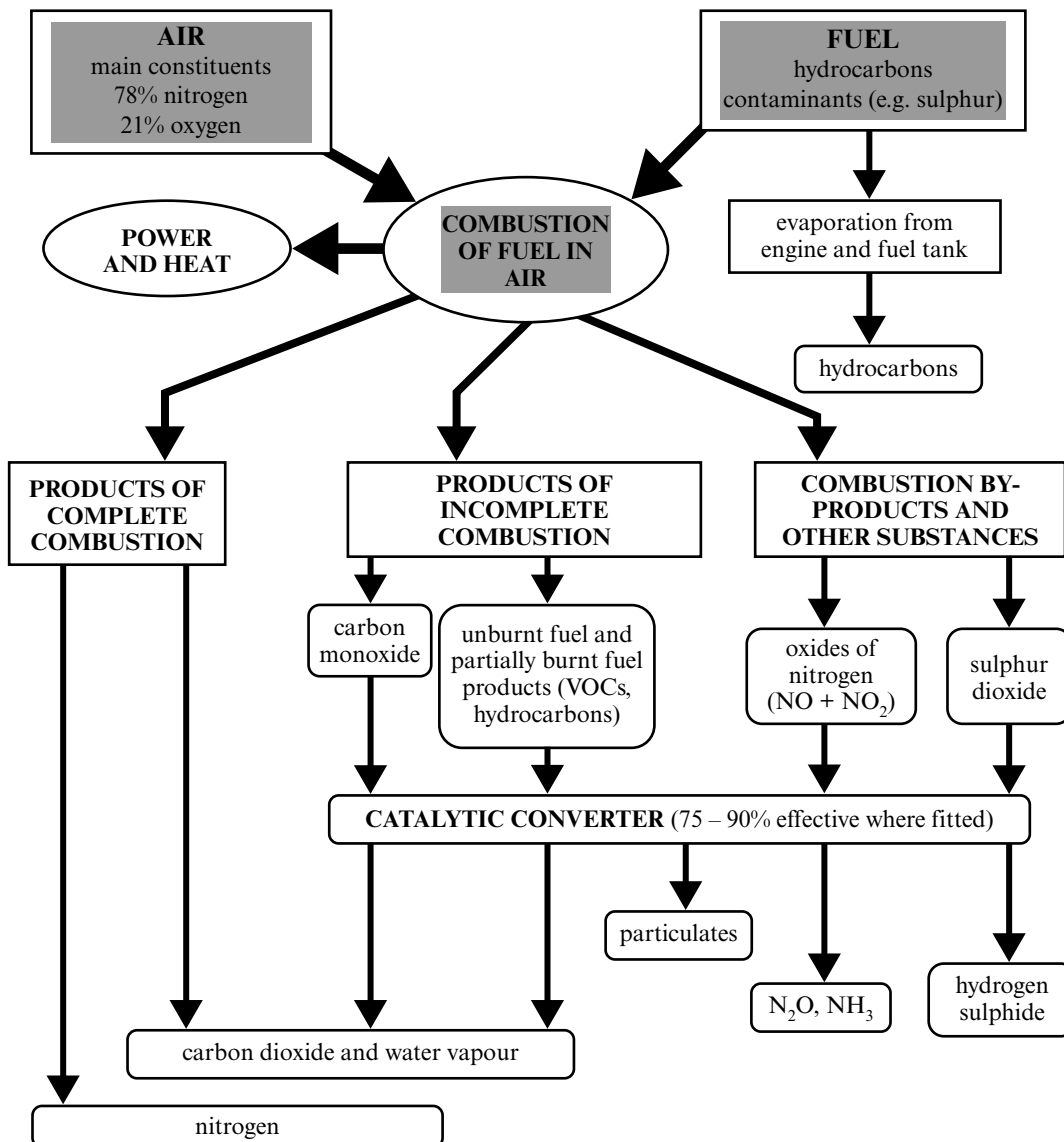 AIR
main constituents
78% nitrogen
21% oxygen
FUEL
hydrocarbons
contaminants (e.g. sulphur)
COMBUSTION
OF FUEL IN
AIR
POWER
AND HEAT
evaporation from
engine and fuel tank
hydrocarbons
PRODUCTS OF
COMPLETE
COMBUSTION
PRODUCTS OF
INCOMPLETE
COMBUSTION
COMBUSTION BY-
PRODUCTS AND
OTHER SUBSTANCES
carbon
monoxide
unburnt fuel and
partially burnt fuel
products (VOCs,
hydrocarbons)
oxides of
nitrogen
(NO + NO₂)
sulphur
dioxide
CATALYTIC CONVERTER (75 – 90% effective where fitted)
particulates
N₂O, NH₃
hydrogen
sulphide
carbon dioxide and water vapour
nitrogen